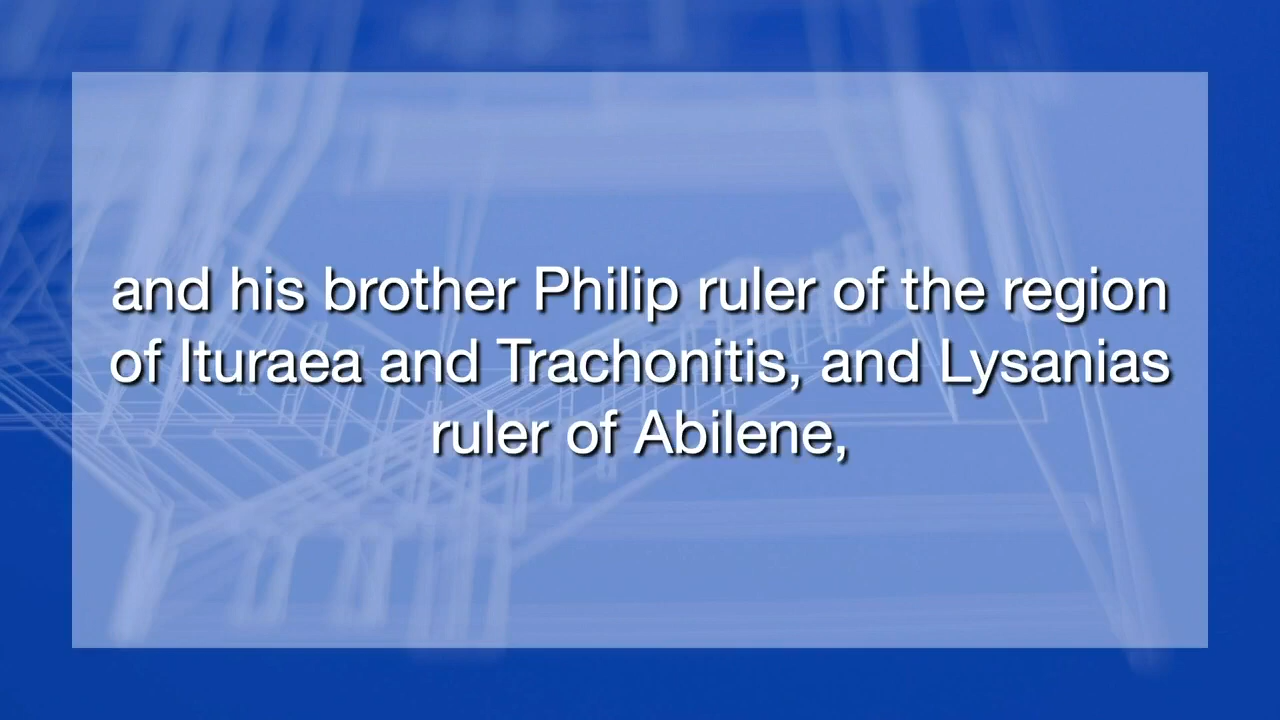 and his brother Philip ruler of the region
of Ituraea and Trachonitis, and Lysanias
ruler of Abilene,